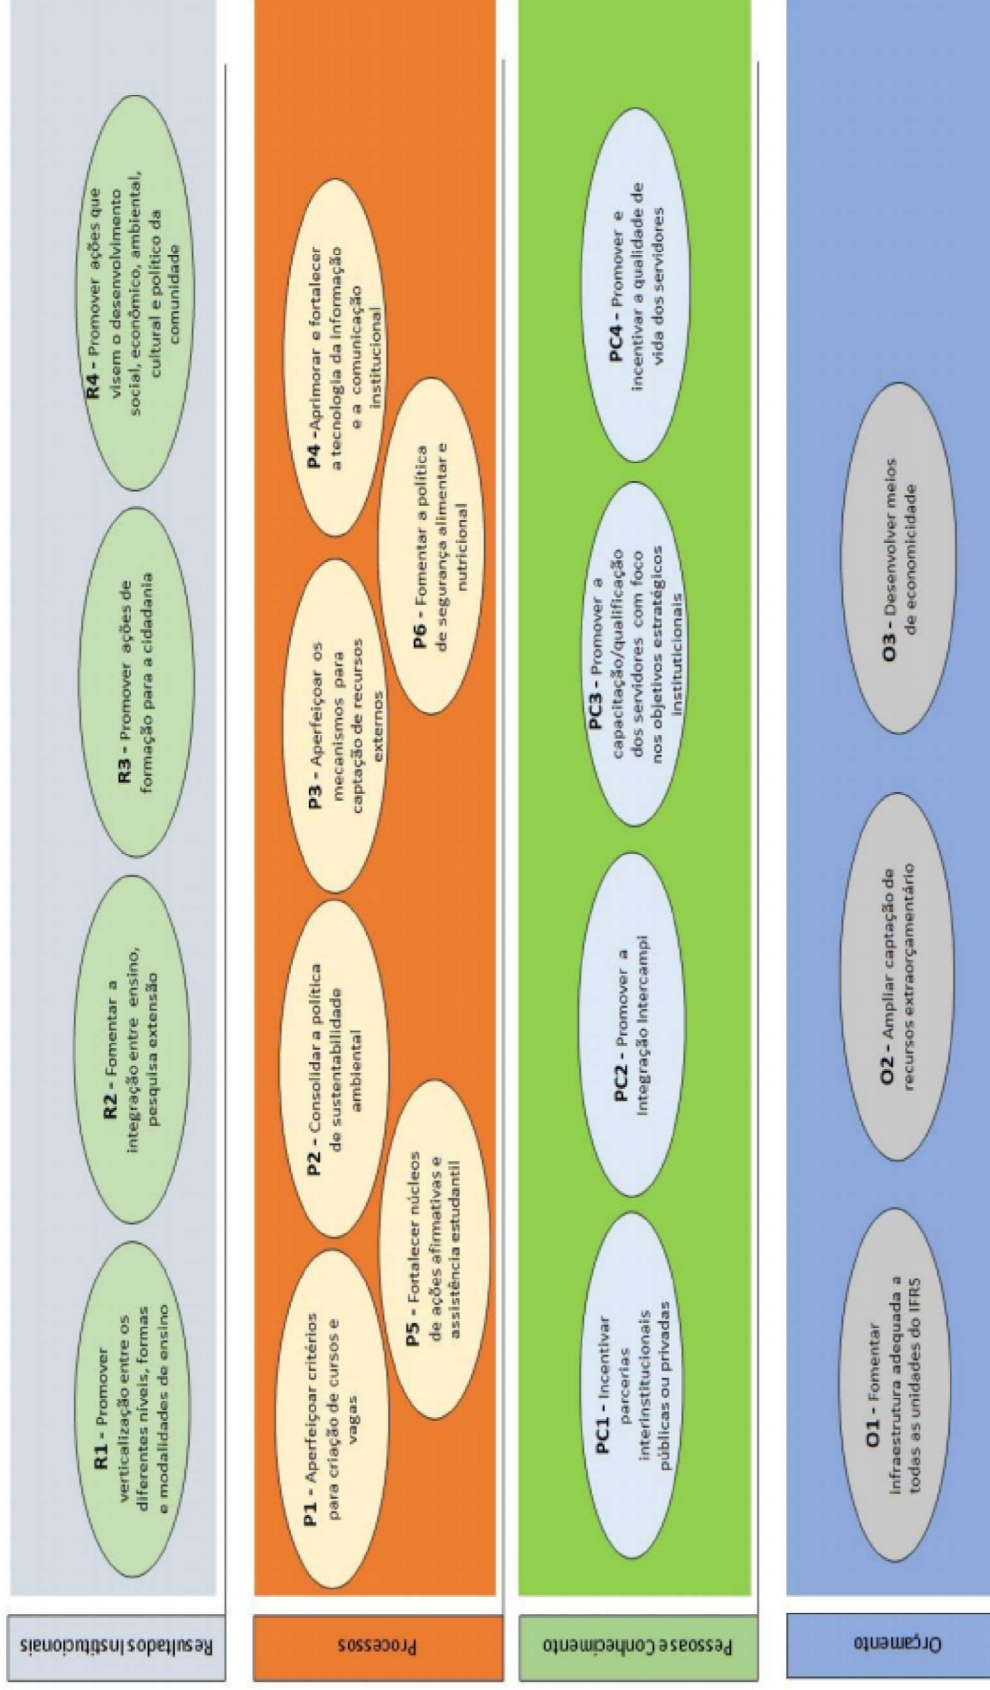 Resultados Institucionais
R1 - Promover
verticalização entre os
diferentes níveis, formas
e modalidades de ensino
R2 - Fomentar a
integração entre ensino,
pesquisa extensão
R3 - Promover ações de
formação para a cidadania
R4 - Promover ações que
visem o desenvolvimento
social, econômico, ambiental,
cultural e político da
comunidade
Processos
P1 - Aperfeiçoar critérios
para criação de cursos e
vagas
P2 - Consolidar a política
de sustentabilidade
ambiental
P3 - Aperfeiçoar os
mecanismos para
captação de recursos
externos
P4 -Aprimorar e fortalecer
a tecnologia da informação
e a comunicação
institucional
P5 - Fortalecer núcleos
de ações afirmativas e
assistência estudantil
P6 - Fomentar a política
de segurança alimentar e
nutricional
Pessoas e Conhecimento
PC1 - Incentivar
parcerias
interinstitucionais
públicas ou privadas
PC2 - Promover a
Integração Intercampi
PC3 - Promover a
capacitação/qualificação
dos servidores com foco
nos objetivos estratégicos
instituticionais
PC4 - Promover e
incentivar a qualidade de
vida dos servidores
Orçamento
O1 - Fomentar
infraestrutura adequada a
todas as unidades do IFRS
O2 - Ampliar captação de
recursos extraorçamentário
O3 - Desenvolver meios
de economicidade